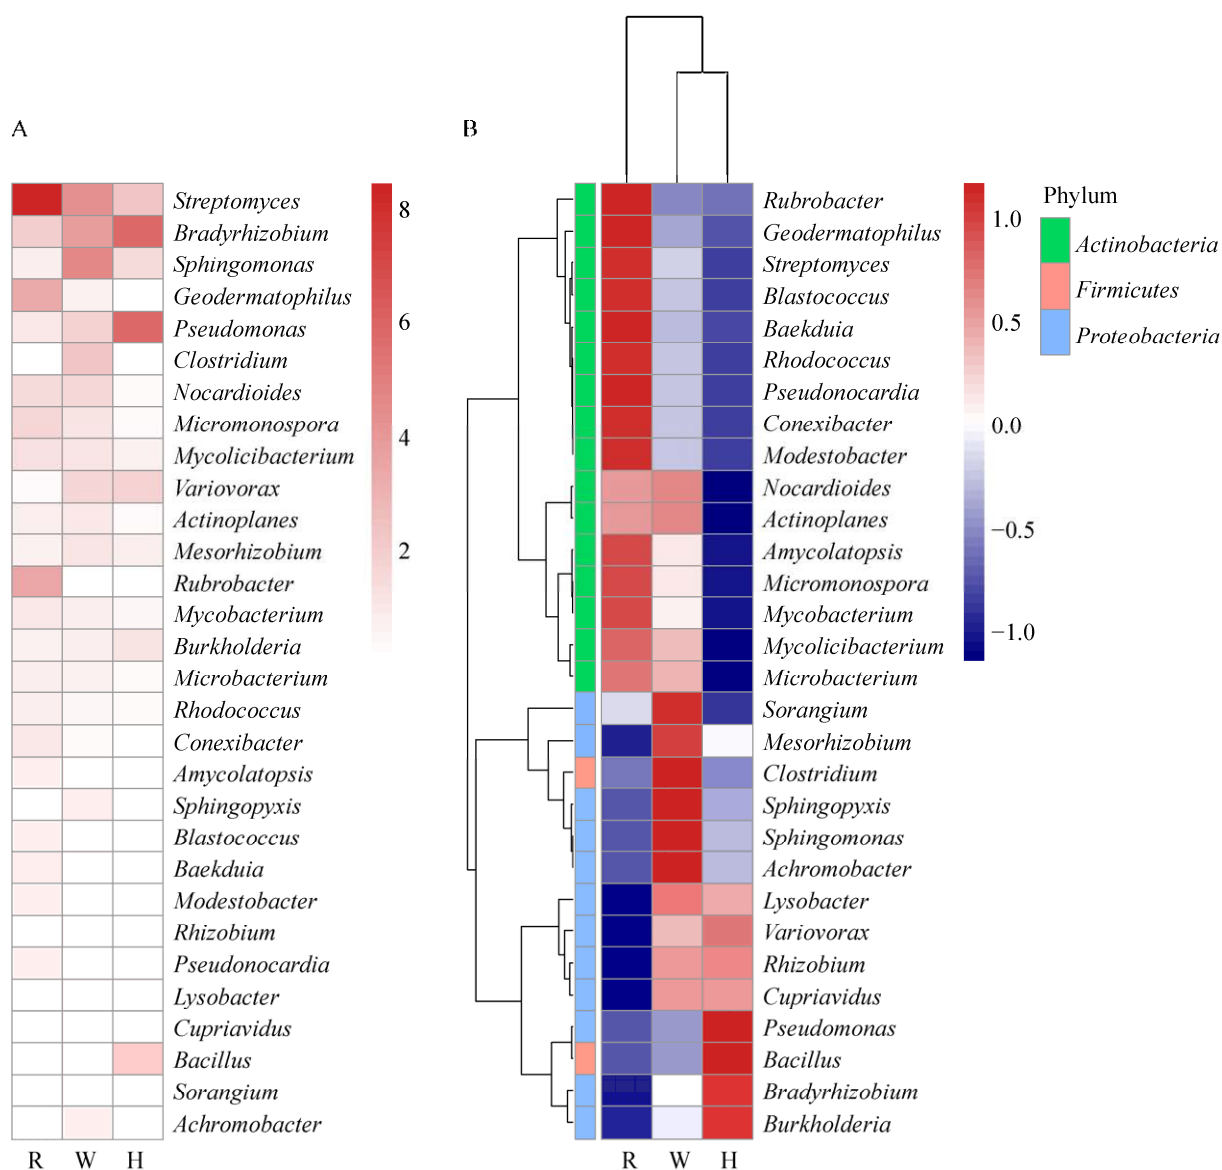 A
B
Streptomyces
Bradyrhizobium
Sphingomonas
Geodermatophilus
Pseudomonas
Clostridium
Nocardioides
Micromonospora
Mycolicibacterium
Variovorax
Actinoplanes
Mesorhizobium
Rubrobacter
Mycobacterium
Burkholderia
Microbacterium
Rhodococcus
Conexibacter
Amycolatopsis
Sphingopyxis
Blastococcus
Baekduia
Modestobacter
Rhizobium
Pseudonocardia
Lysobacter
Cupriavidus
Bacillus
Sorangium
Achromobacter
R W H
8
6
4
2
Rubrobacter
Geodermatophilus
Streptomyces
Blastococcus
Baekduia
Rhodococcus
Pseudonocardia
Conexibacter
Modestobacter
Nocardioides
Actinoplanes
Amycolatopsis
Micromonospora
Mycobacterium
Mycolicibacterium
Microbacterium
Sorangium
Mesorhizobium
Clostridium
Sphingopyxis
Sphingomonas
Achromobacter
Lysobacter
Variovorax
Rhizobium
Cupriavidus
Pseudomonas
Bacillus
Bradyrhizobium
Burkholderia
R W H
1.0
0.5
0.0
−0.5
−1.0
Phylum
Actinobacteria
Firmicutes
Proteobacteria